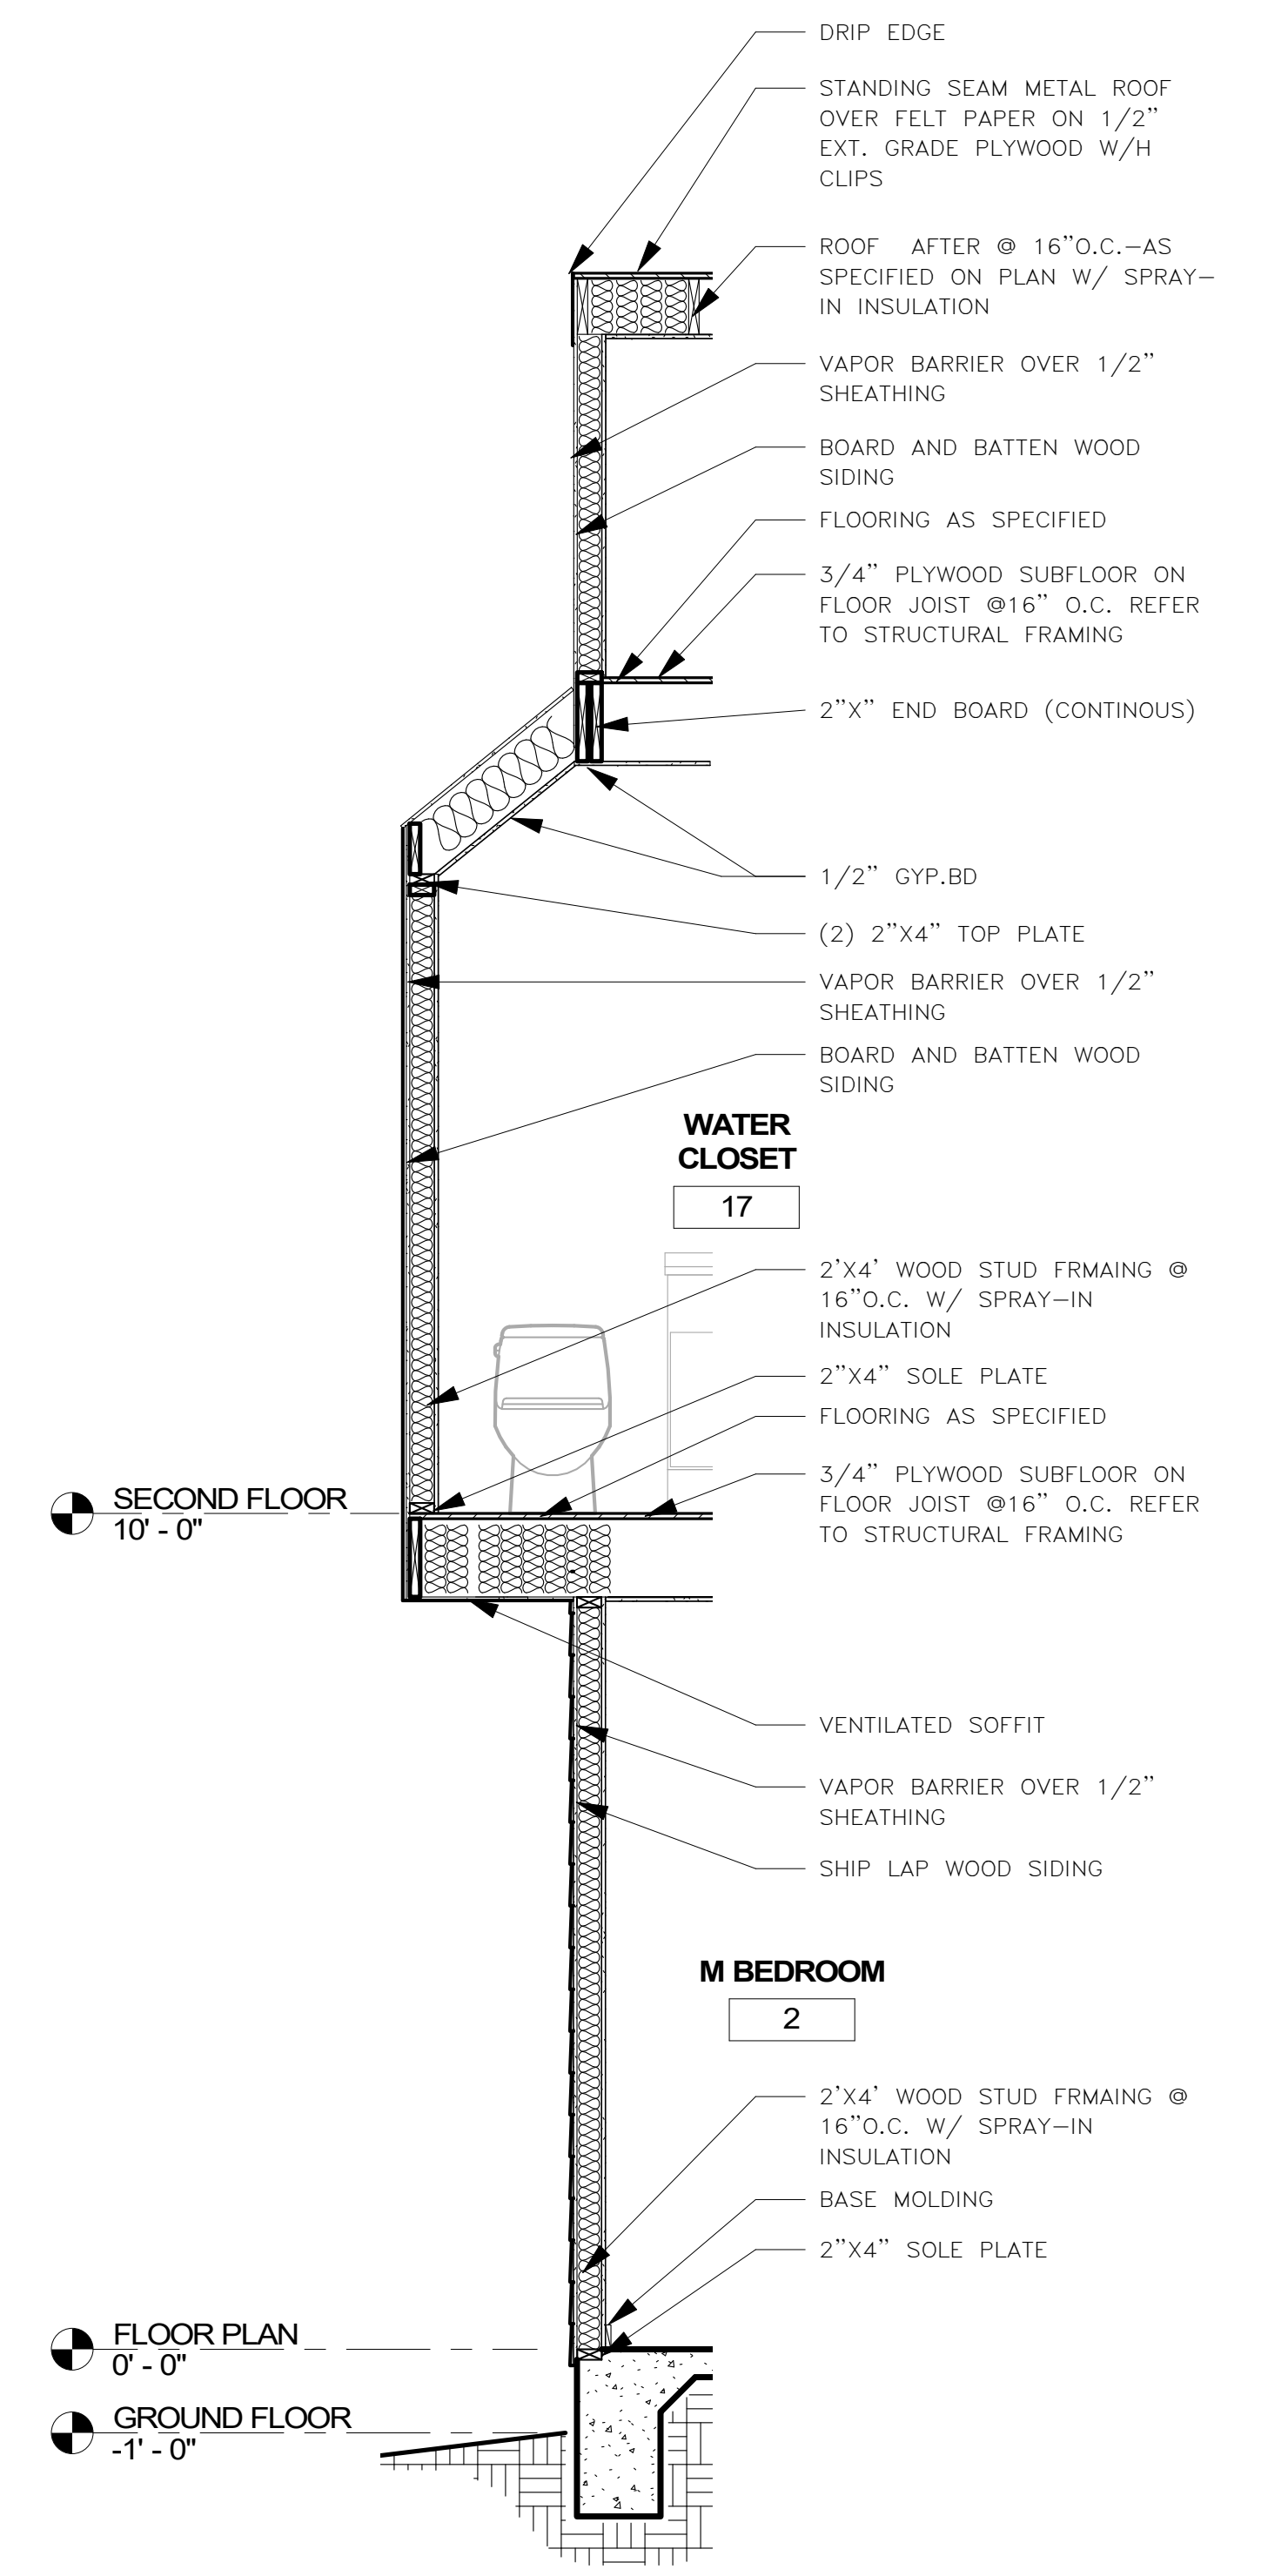 DRIP EDGE
STANDING SEAM METAL ROOF
OVER FELT PAPER ON 1/2”
EXT. GRADE PLYWOOD W/H
CLIPS
ROOF AFTER @ 16”O.C.–AS
SPECIFIED ON PLAN W/ SPRAY–
IN INSULATION
VAPOR BARRIER OVER 1/2”
SHEATHING
BOARD AND BATTEN WOOD
SIDING
FLOORING AS SPECIFIED
3/4” PLYWOOD SUBFLOOR ON
FLOOR JOIST @16” O.C. REFER
TO STRUCTURAL FRAMING
2”X” END BOARD (CONTINOUS)
1/2” GYP.BD
(2) 2”X4” TOP PLATE
VAPOR BARRIER OVER 1/2”
SHEATHING
BOARD AND BATTEN WOOD
SIDING
WATER
CLOSET
17
2’X4’ WOOD STUD FRMAING @
16”O.C. W/ SPRAY–IN
INSULATION
2”X4” SOLE PLATE
FLOORING AS SPECIFIED
3/4” PLYWOOD SUBFLOOR ON
FLOOR JOIST @16” O.C. REFER
TO STRUCTURAL FRAMING
SECOND FLOOR
10' - 0"
VENTILATED SOFFIT
VAPOR BARRIER OVER 1/2”
SHEATHING
SHIP LAP WOOD SIDING
M BEDROOM
2
2’X4’ WOOD STUD FRMAING @
16”O.C. W/ SPRAY–IN
INSULATION
BASE MOLDING
2”X4” SOLE PLATE
FLOOR PLAN
0' - 0"
GROUND FLOOR
-1' - 0"